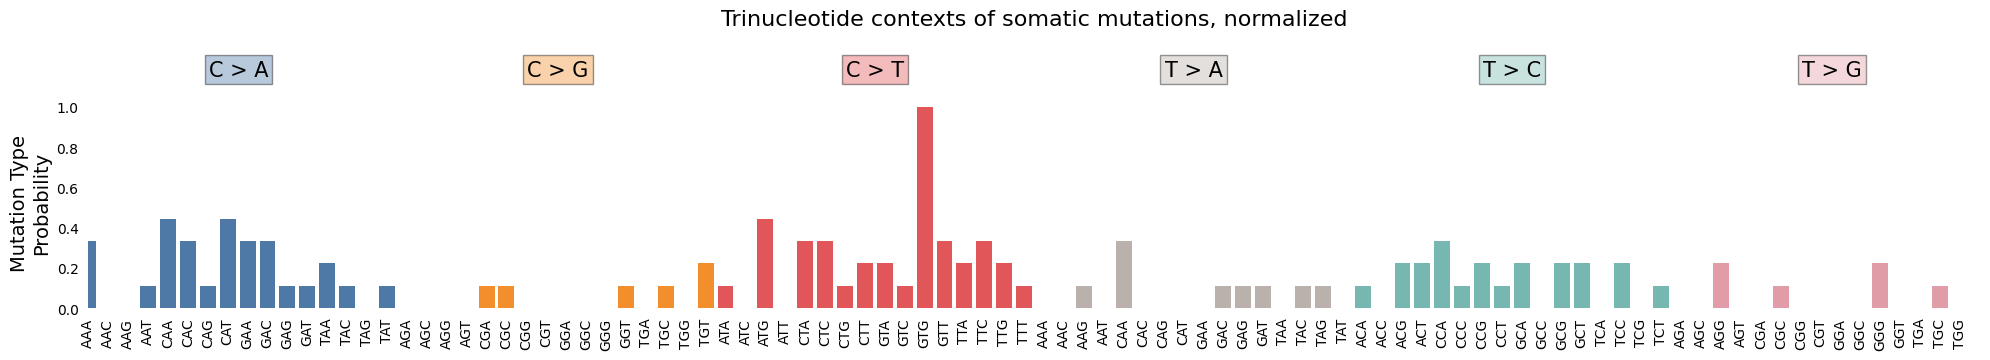 Trinucleotide contexts of somatic mutations, normalized
C > A
C > G
C > T
T > A
T > C
T > G
Mutation Type
Probability
1.0
0.8
0.6
0.4
0.2
0.0
AAA AAC AAG AAT CAA CAC CAG CAT GAA GAC GAG GAT TAA TAC TAG TAT AGA AGC AGG AGT CGA CGC CGG CGT GGA GGC GGG GGT TGA TGC TGG TGT ATA ATC ATG ATT CTA CTC CTG CTT GTA GTC GTG GTT TTA TTC TTG TTT AAA AAC AAG AAT CAA CAC CAG CAT GAA GAC GAG GAT TAA TAC TAG TAT ACA ACC ACG ACT CCA CCC CCG CCT GCA GCC GCG GCT TCA TCC TCG TCT AGA AGC AGG AGT CGA CGC CGG CGT GGA GGC GGG GGT TGA TGC TGG